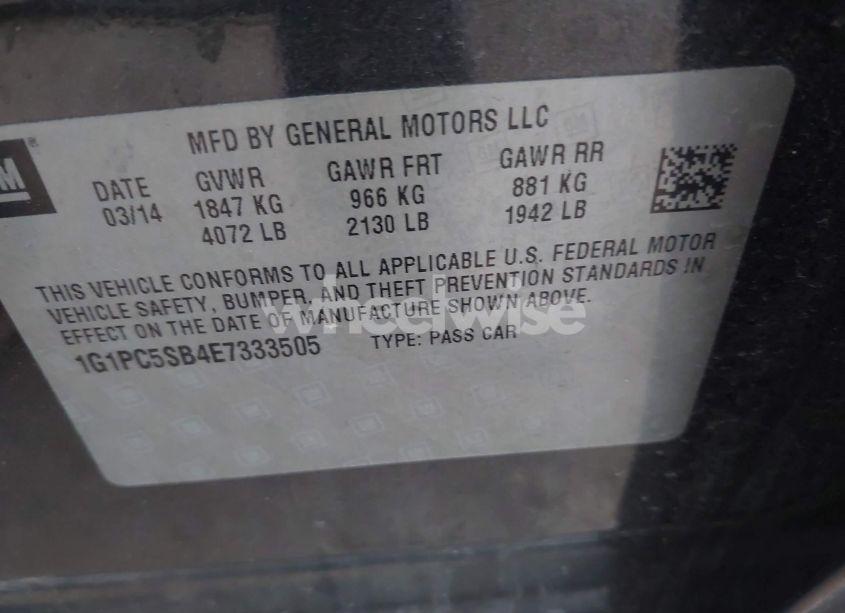 MFD BY GENERAL MOTORS LLC
M ®
DATE GVWR GAWR FRT GAWR RR
03/14 1847 KG 966 KG 881 KG
4072 LB 2130 LB 1942 LB
THIS VEHICLE CONFORMS TO ALL APPLICABLE U.S. FEDERAL MOTOR
VEHICLE SAFETY, BUMPER, AND THEFT PREVENTION STANDARDS IN
EFFECT ON THE DATE OF MANUFACTURE SHOWN ABOVE.
1G1PC5SB4E7333505 TYPE: PASS CAR
wheelwise